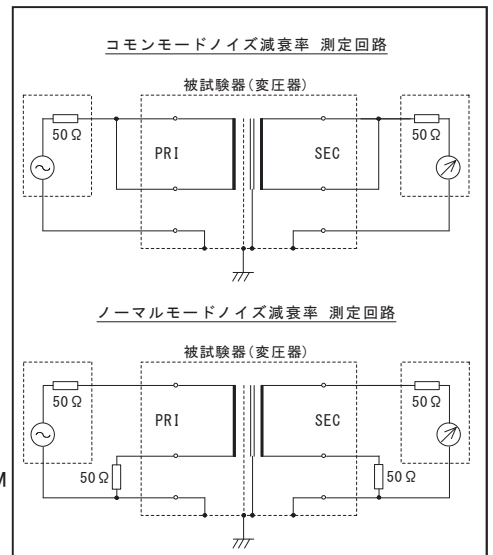 コモンモードノイズ減衰率 測定回路
被試験器(変圧器)
50Ω
PRI
SEC
50Ω
ノーマルモードノイズ減衰率 測定回路
被試験器(変圧器)
50Ω
PRI
SEC
50Ω
50Ω
50Ω
M